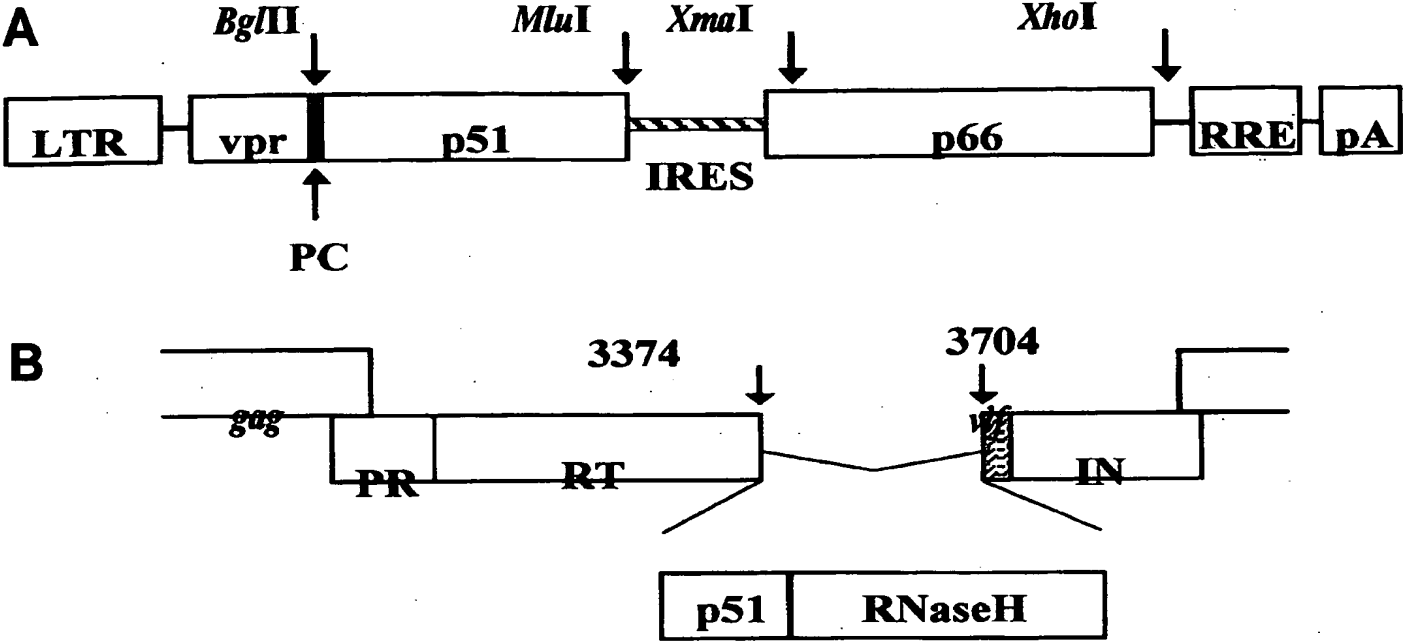 A
BglII MluI XmaI XhoI
LTR vpr p51 p66 RRE pA
IRES
PC
B
3374 3704
gag
PR RT IN
p51 RNaseH